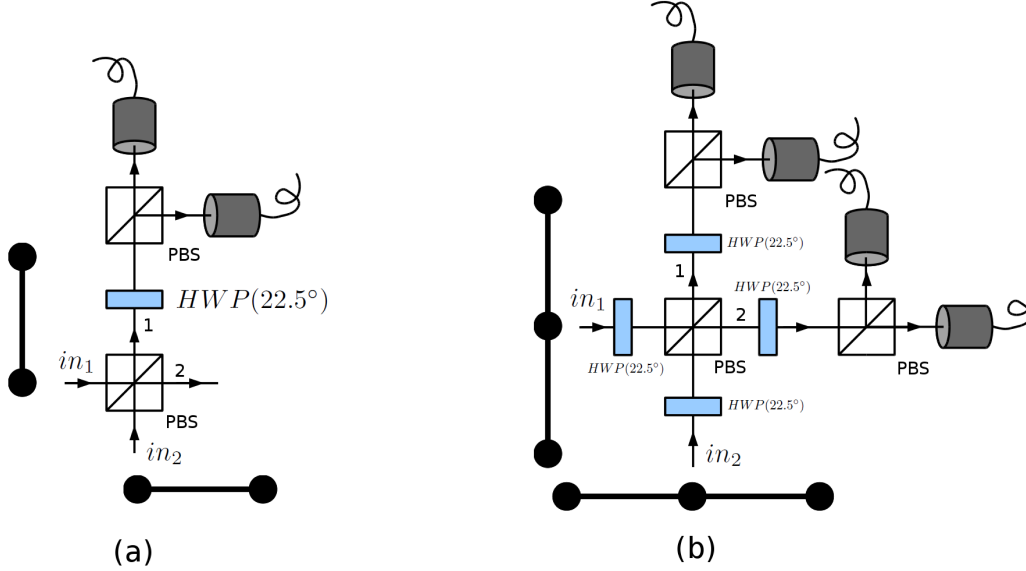 PBS
HWP(22.5°)
1
in₁
2
PBS
in₂
(a)
PBS
HWP(22.5°)
1
HWP(22.5°)
in₁
2
HWP(22.5°)
PBS
PBS
HWP(22.5°)
in₂
(b)